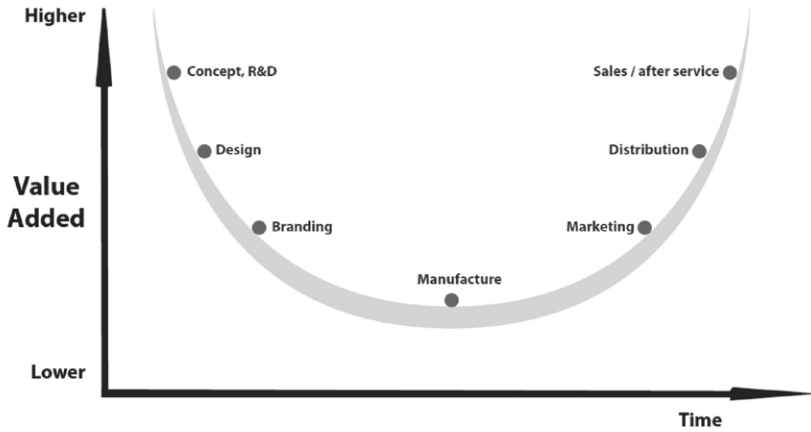 Higher
Concept, R&D
Sales / after service
Design
Distribution
Value
Added
Branding
Marketing
Manufacture
Lower
Time